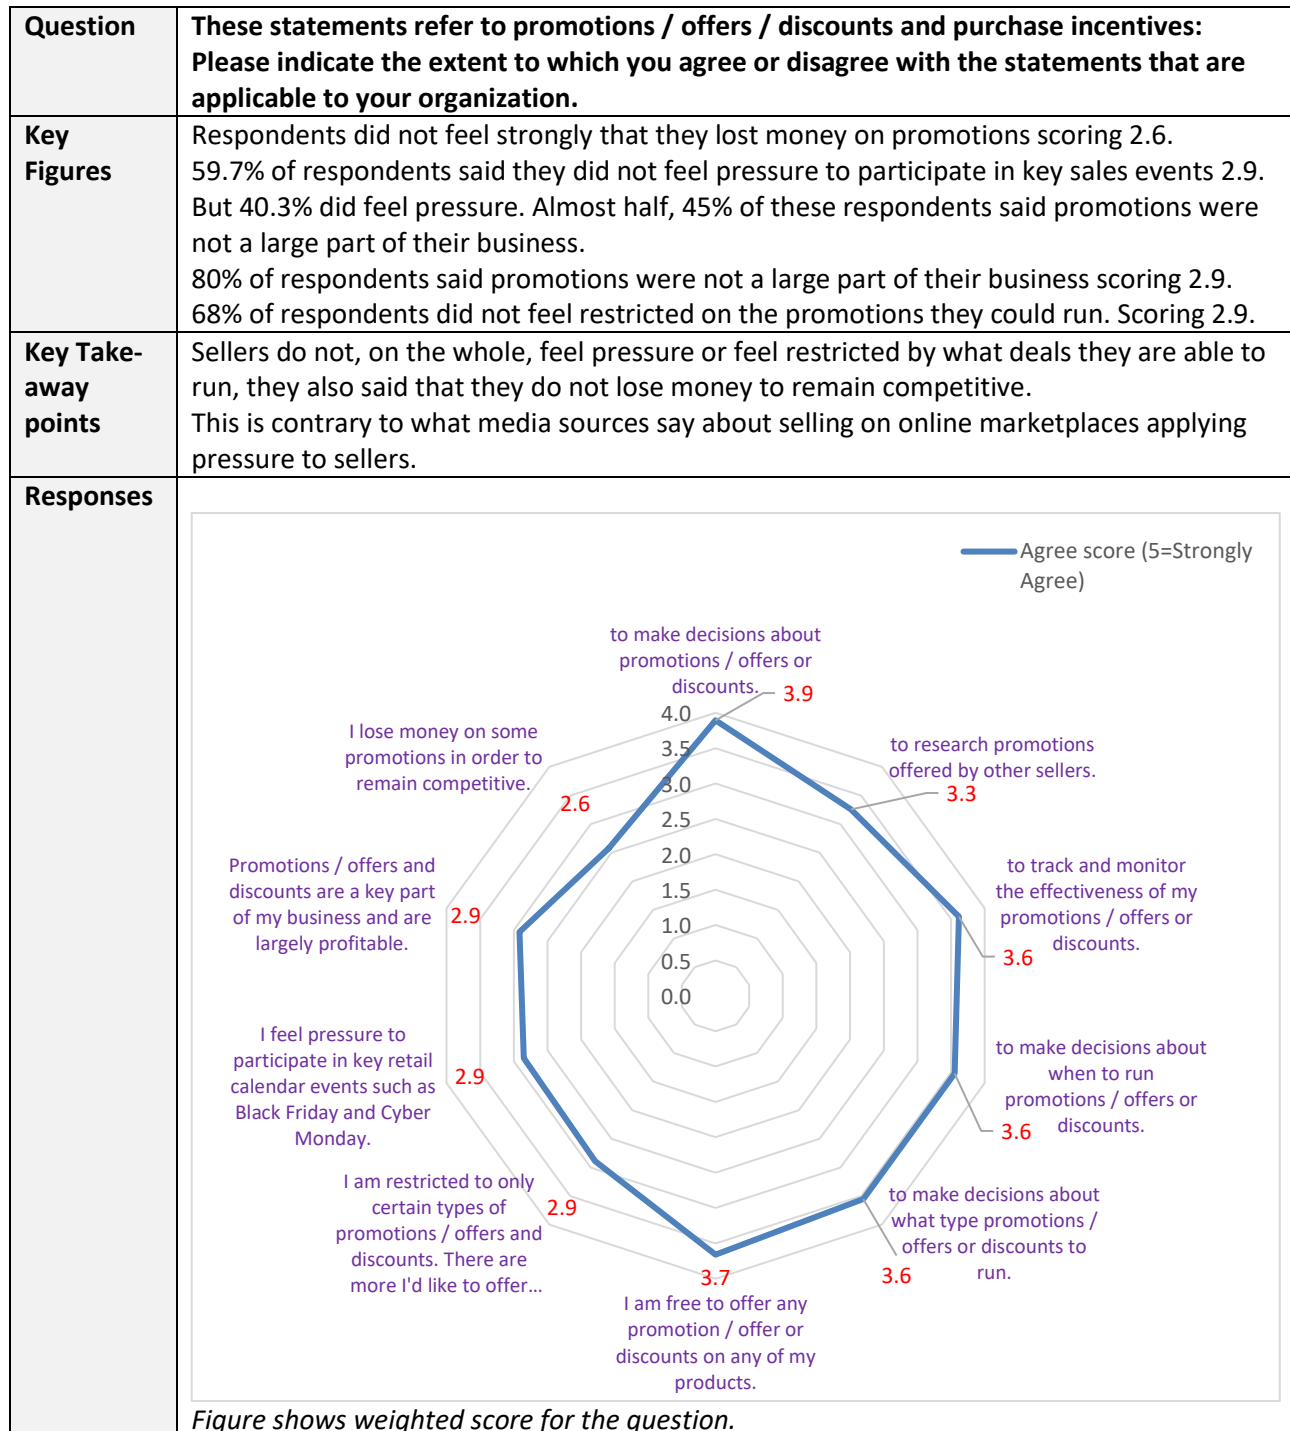 Question
These statements refer to promotions / offers / discounts and purchase incentives:
Please indicate the extent to which you agree or disagree with the statements that are
applicable to your organization.
Key
Figures
Respondents did not feel strongly that they lost money on promotions scoring 2.6.
59.7% of respondents said they did not feel pressure to participate in key sales events 2.9.
But 40.3% did feel pressure. Almost half, 45% of these respondents said promotions were
not a large part of their business.
80% of respondents said promotions were not a large part of their business scoring 2.9.
68% of respondents did not feel restricted on the promotions they could run. Scoring 2.9.
Key Take-
away
points
Sellers do not, on the whole, feel pressure or feel restricted by what deals they are able to
run, they also said that they do not lose money to remain competitive.
This is contrary to what media sources say about selling on online marketplaces applying
pressure to sellers.
Responses
Agree score (5=Strongly
Agree)
to make decisions about
promotions / offers or
discounts.
3.9
to research promotions
offered by other sellers.
3.3
to track and monitor
the effectiveness of my
promotions / offers or
discounts.
3.6
to make decisions about
when to run
promotions / offers or
discounts.
3.6
to make decisions about
what type promotions /
offers or discounts to
run.
3.6
3.7
I am free to offer any
promotion / offer or
discounts on any of my
products.
I am restricted to only
certain types of
promotions / offers and
discounts. There are
more I'd like to offer...
2.9
I feel pressure to
participate in key retail
calendar events such as
Black Friday and Cyber
Monday.
2.9
Promotions / offers and
discounts are a key part
of my business and are
largely profitable.
2.9
I lose money on some
promotions in order to
remain competitive.
2.6
4.0
3.5
3.0
2.5
2.0
1.5
1.0
0.5
0.0
Figure shows weighted score for the question.